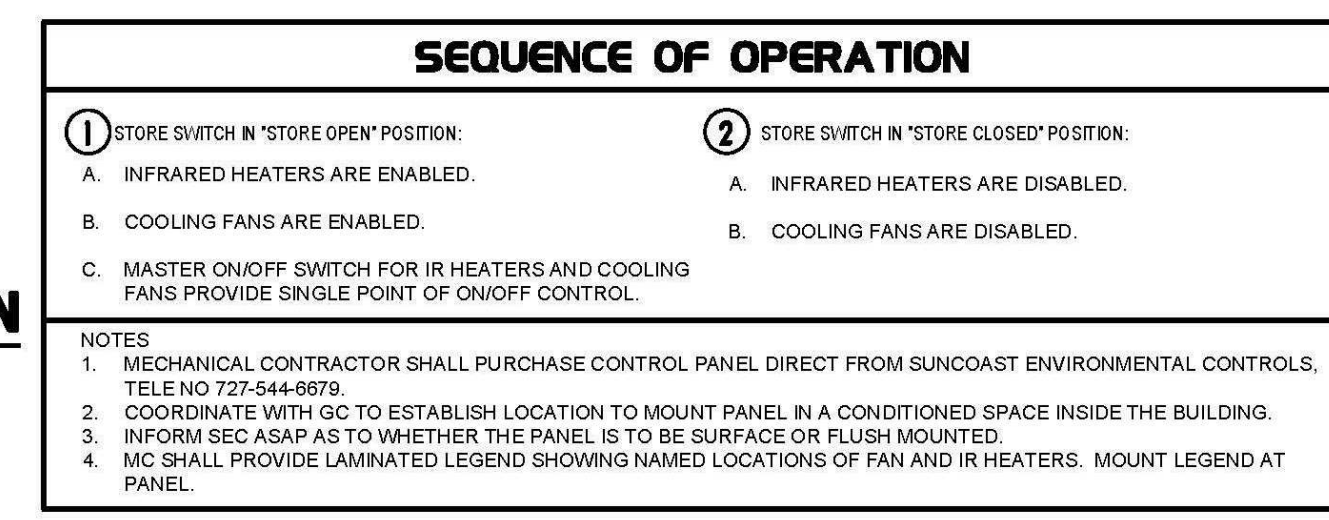 SEQUENCE OF OPERATION
1 STORE SWITCH IN "STORE OPEN" POSITION:
A. INFRARED HEATERS ARE ENABLED.
B. COOLING FANS ARE ENABLED.
C. MASTER ON/OFF SWITCH FOR IR HEATERS AND COOLING
FANS PROVIDE SINGLE POINT OF ON/OFF CONTROL.
2 STORE SWITCH IN "STORE CLOSED" POSITION:
A. INFRARED HEATERS ARE DISABLED.
B. COOLING FANS ARE DISABLED.
N
NOTES
1. MECHANICAL CONTRACTOR SHALL PURCHASE CONTROL PANEL DIRECT FROM SUNCOAST ENVIRONMENTAL CONTROLS,
TELE NO 727-544-6679.
2. COORDINATE WITH GC TO ESTABLISH LOCATION TO MOUNT PANEL IN A CONDITIONED SPACE INSIDE THE BUILDING.
3. INFORM SEC ASAP AS TO WHETHER THE PANEL IS TO BE SURFACE OR FLUSH MOUNTED.
4. MC SHALL PROVIDE LAMINATED LEGEND SHOWING NAMED LOCATIONS OF FAN AND IR HEATERS. MOUNT LEGEND AT
PANEL.